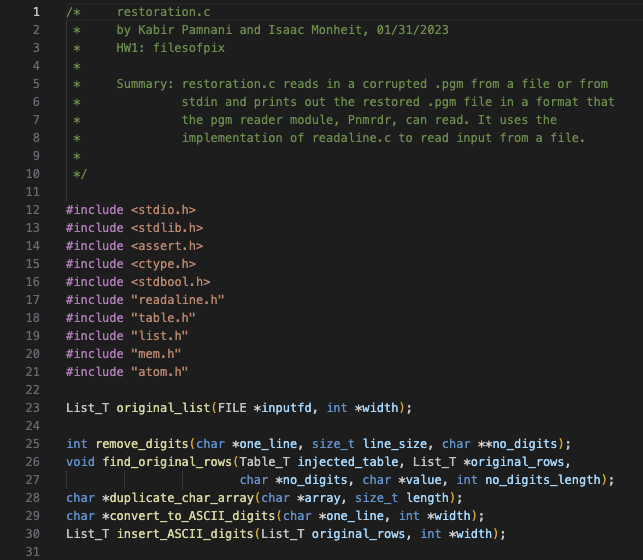 1 /*     restoration.c
2  *     by Kabir Pamnani and Isaac Monheit, 01/31/2023
3  *     HW1: filesofpix
4  *
5  *     Summary: restoration.c reads in a corrupted .pgm from a file or from
6  *              stdin and prints out the restored .pgm file in a format that
7  *              the pgm reader module, Pnmrdr, can read. It uses the
8  *              implementation of readaline.c to read input from a file.
9  *
10  */
11
12 #include <stdio.h>
13 #include <stdlib.h>
14 #include <assert.h>
15 #include <ctype.h>
16 #include <stdbool.h>
17 #include "readaline.h"
18 #include "table.h"
19 #include "list.h"
20 #include "mem.h"
21 #include "atom.h"
22
23 List_T original_list(FILE *inputfd, int *width);
24
25 int remove_digits(char *one_line, size_t line_size, char **no_digits);
26 void find_original_rows(Table_T injected_table, List_T *original_rows,
27                         char *no_digits, char *value, int no_digits_length);
28 char *duplicate_char_array(char *array, size_t length);
29 char *convert_to_ASCII_digits(char *one_line, int *width);
30 List_T insert_ASCII_digits(List_T original_rows, int *width);
31